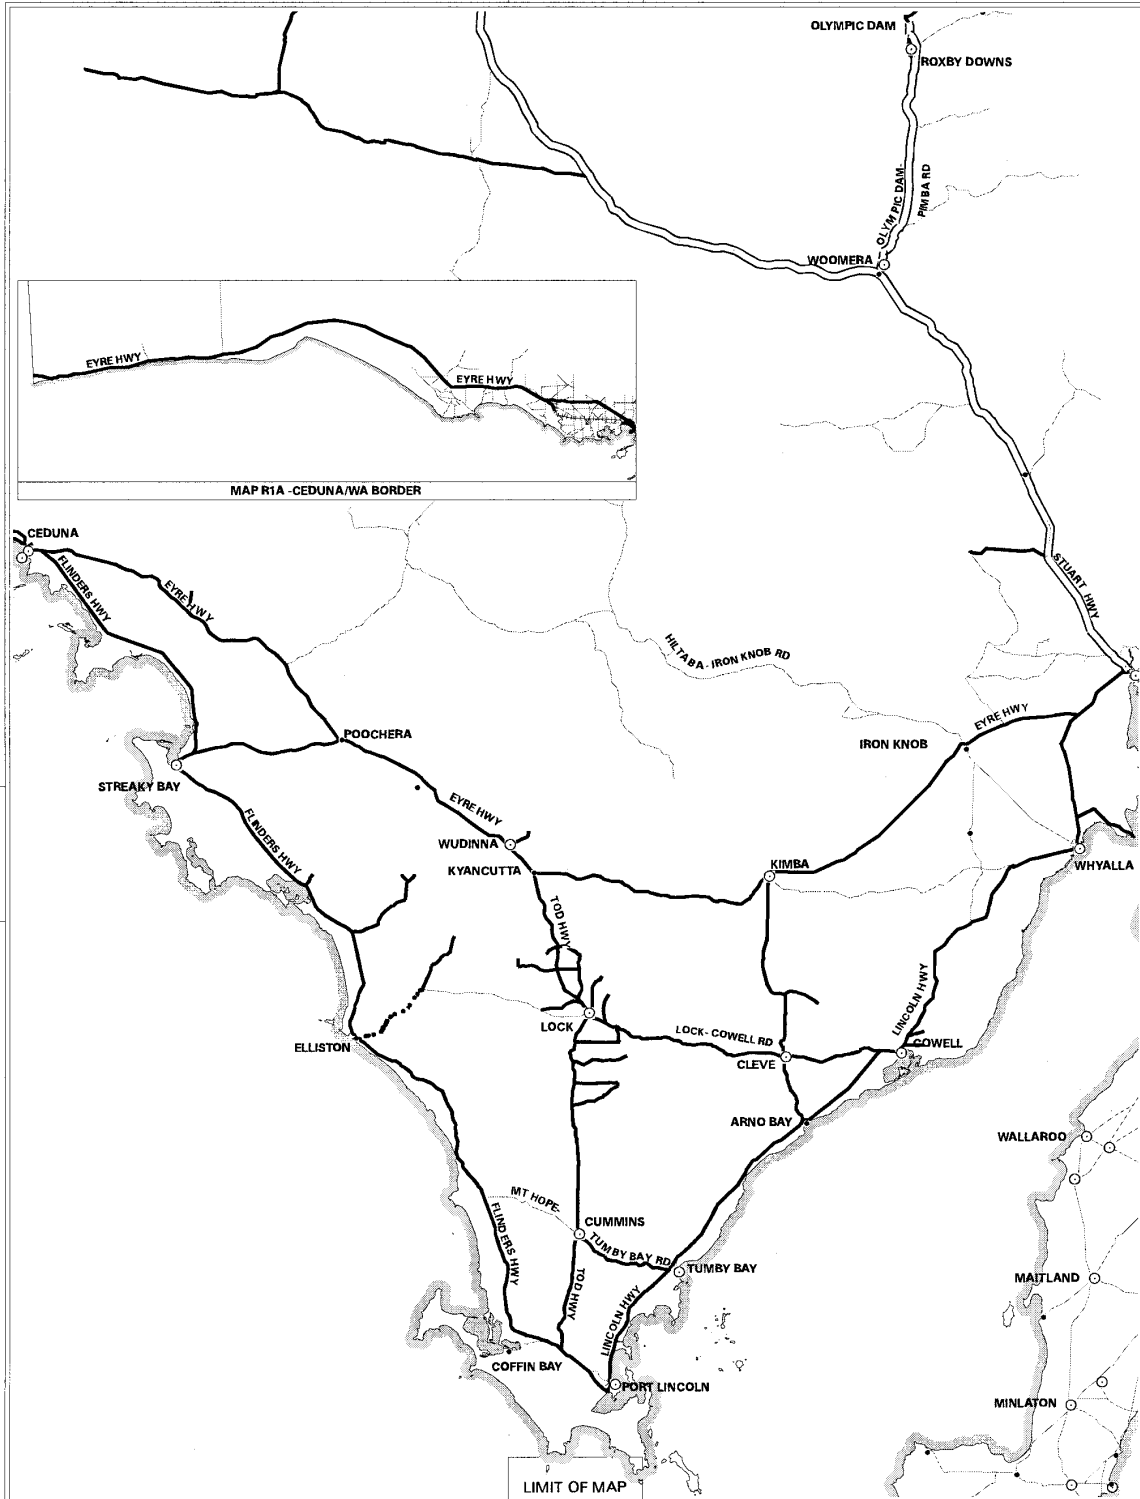 OLYMPIC DAM
ROXBY DOWNS
OLYMPIC DAM-
PIMBA RD
WOOMERA
EYRE HWY
EYRE HWY
MAP R1A -CEDUNA/WA BORDER
CEDUNA
FLINDERS HWY
EYRE HWY
STUART HWY
HILTABA - IRON KNOB RD
EYRE HWY
POOCHERA
IRON KNOB
STREAKY BAY
EYRE HWY
FLINDERS HWY
WUDINNA
KYANCUTTA
KIMBA
WHYALLA
TOD HWY
LINCOLN HWY
LOCK
LOCK - COWELL RD
COWELL
ELLISTON
CLEVE
ARNO BAY
WALLAROO
MT HOPE-
CUMMINS
FLINDERS HWY
TUMBY BAY RD
TUMBY BAY
TOD HWY
LINCOLN HWY
MAITLAND
COFFIN BAY
PORT LINCOLN
MINLATON
LIMIT OF MAP